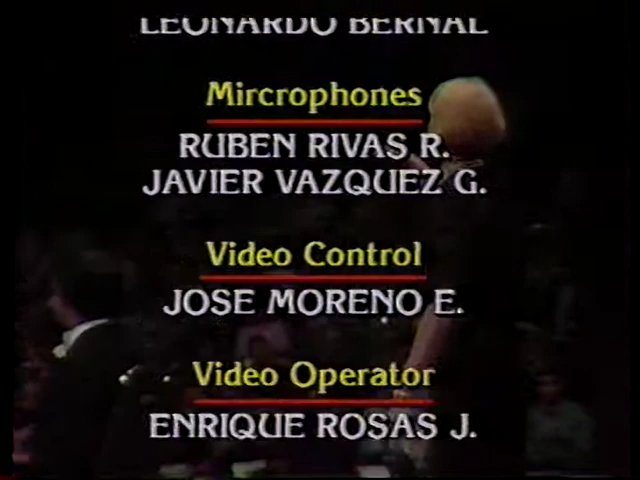 LEONARDO BERNAL
Mircrophones
RUBEN RIVAS R.
JAVIER VAZQUEZ G.
Video Control
JOSE MORENO E.
Video Operator
ENRIQUE ROSAS J.